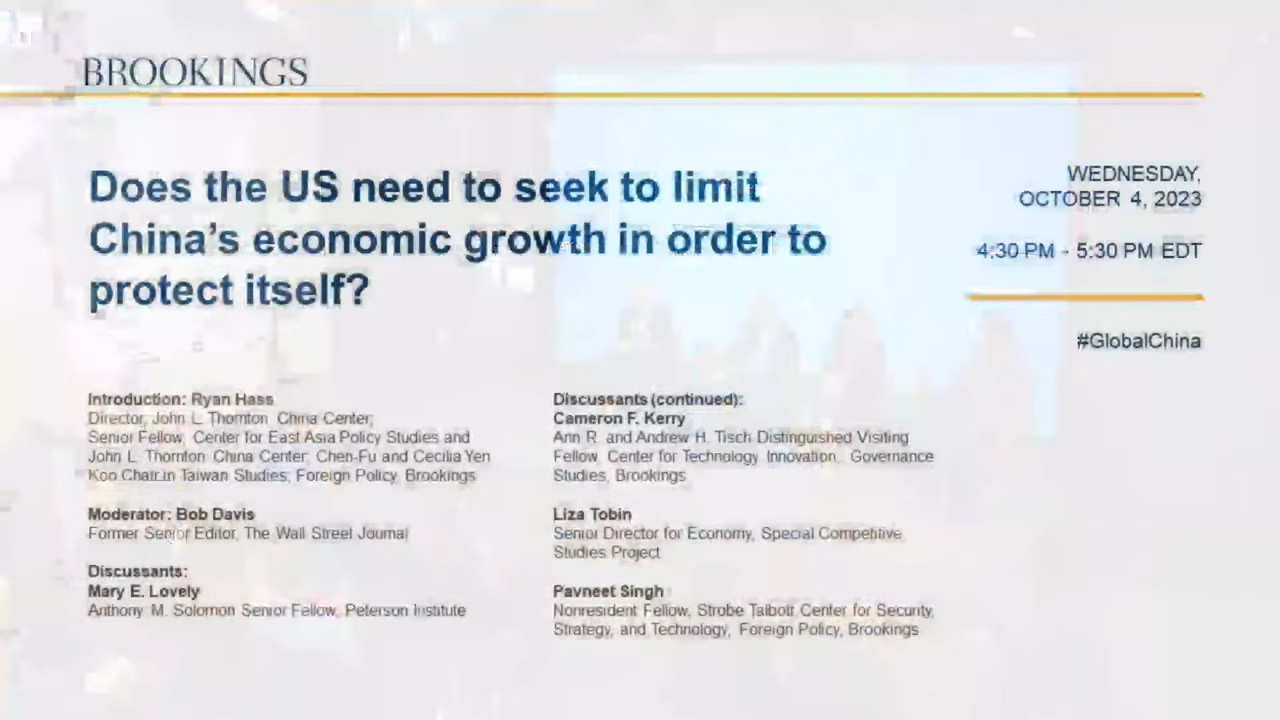 BROOKINGS
Does the US need to seek to limit
China's economic growth in order to
protect itself?
WEDNESDAY,
OCTOBER 4, 2023
4:30 PM - 5:30 PM EDT
#GlobalChina
Introduction: Ryan Hass
Director, John L. Thornton China Center;
Senior Fellow, Center for East Asia Policy Studies and
John L. Thornton China Center; Chen-Fu and Cecilia Yen
Koo Chair in Taiwan Studies; Foreign Policy, Brookings
Moderator: Bob Davis
Former Senior Editor, The Wall Street Journal
Discussants:
Mary E. Lovely
Anthony M. Solomon Senior Fellow, Peterson Institute
Discussants (continued):
Cameron F. Kerry
Ann R. and Andrew H. Tisch Distinguished Visiting
Fellow, Center for Technology Innovation, Governance
Studies, Brookings
Liza Tobin
Senior Director for Economy, Special Competitive
Studies Project
Pavneet Singh
Nonresident Fellow, Strobe Talbott Center for Security,
Strategy, and Technology, Foreign Policy, Brookings